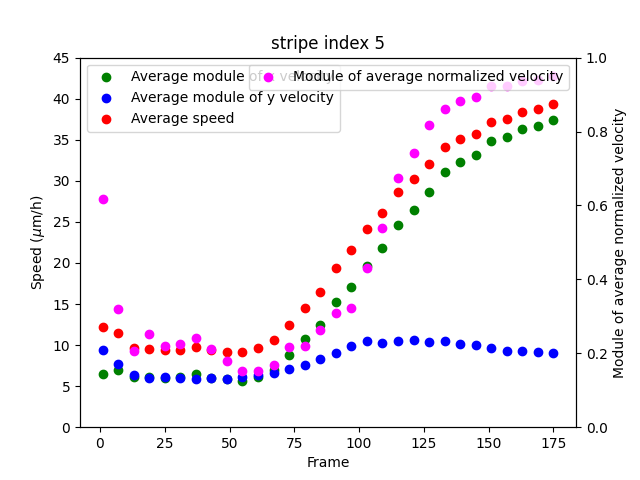 stripe index 5
Average module of x velocity
Average module of y velocity
Average speed
Module of average normalized velocity
45
40
35
30
25
20
15
10
5
0
Speed (μm/h)
1.0
0.8
0.6
0.4
0.2
0.0
Module of average normalized velocity
0 25 50 75 100 125 150 175
Frame